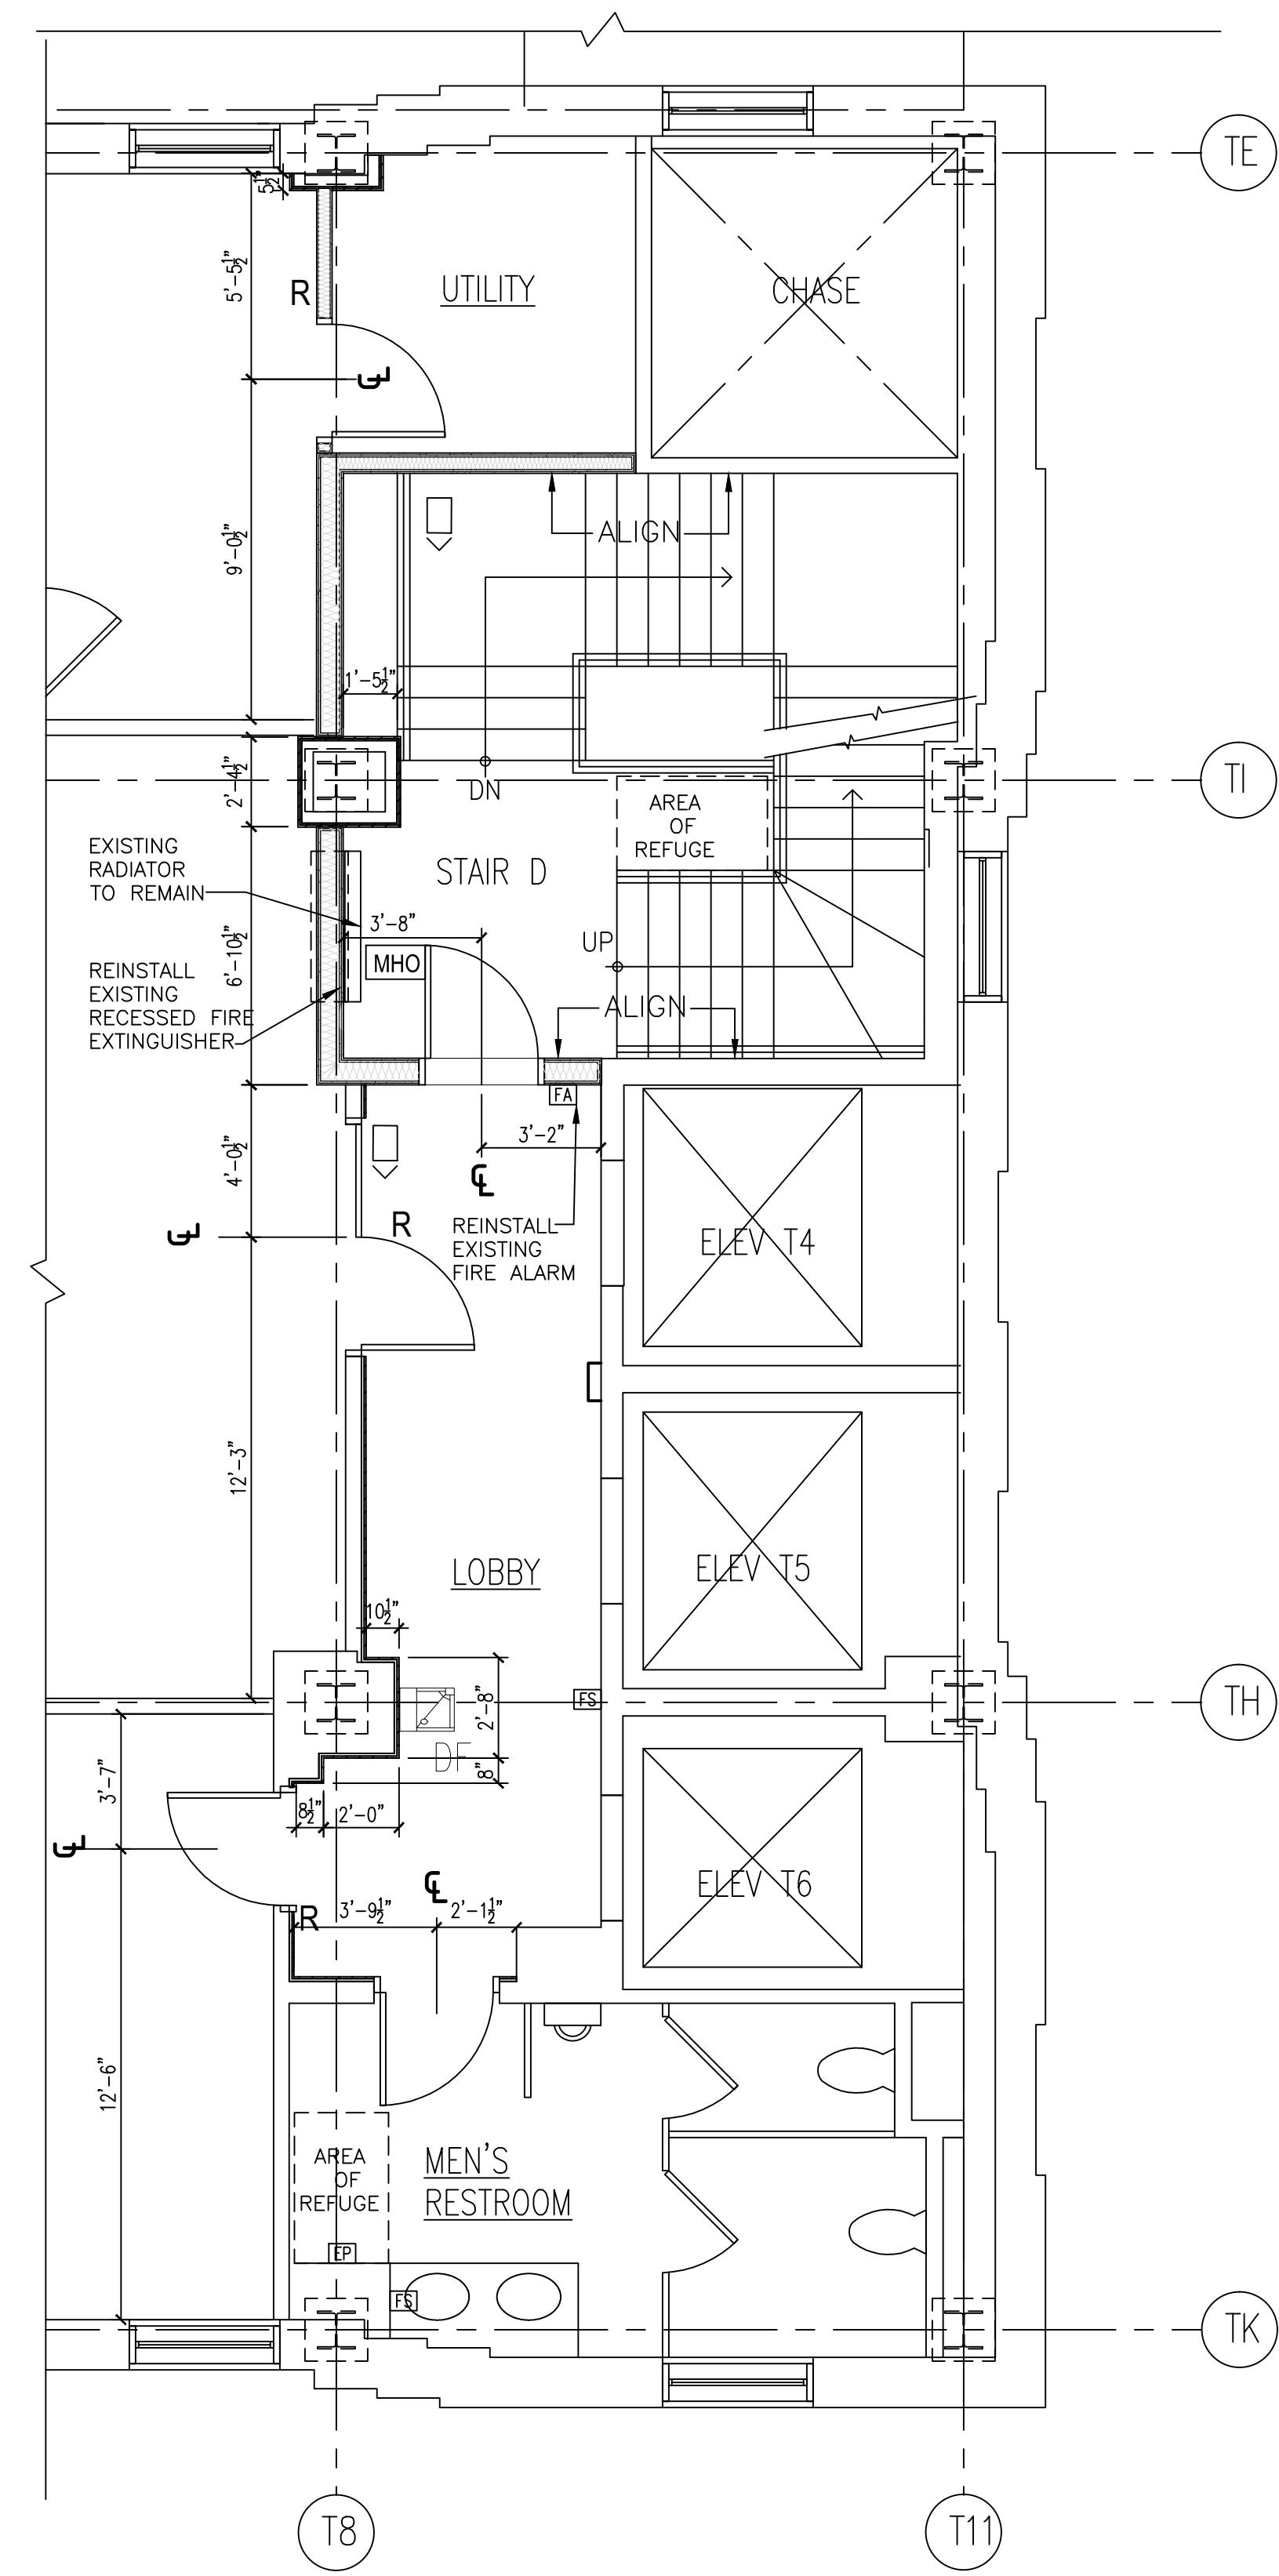 TE
5½"
5'-5½"
R
UTILITY
CHASE
℄
ALIGN
9'-0½"
1'-5½"
2'-4½"
DN
TI
AREA
OF
REFUGE
EXISTING
RADIATOR
TO REMAIN
STAIR D
3'-8"
UP
MHO
6'-10½"
REINSTALL
EXISTING
RECESSED FIRE
EXTINGUISHER
ALIGN
FA
3'-2"
4'-0½"
℄
℄
R
REINSTALL
EXISTING
FIRE ALARM
ELEV T4
12'-3"
LOBBY
ELEV T5
10½"
FS
2'-8"
TH
DF
8"
3'-7"
8½"
2'-0"
℄
℄
ELEV T6
R
3'-9½"
2'-1½"
12'-6"
AREA
OF
REFUGE
MEN'S
RESTROOM
EP
FS
TK
T8
T11